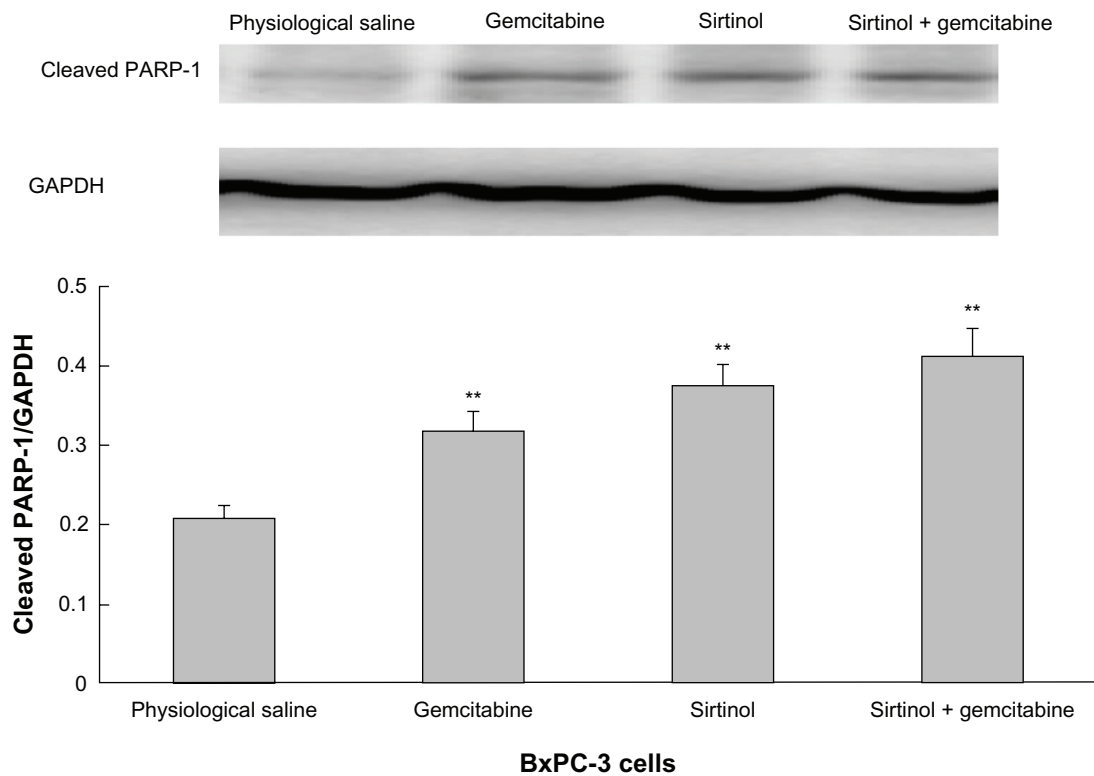 Physiological saline Gemcitabine Sirtinol Sirtinol + gemcitabine
Cleaved PARP-1
GAPDH
Cleaved PARP-1/GAPDH
0.5
0.4
0.3
0.2
0.1
0
**
**
**
Physiological saline Gemcitabine Sirtinol Sirtinol + gemcitabine
BxPC-3 cells